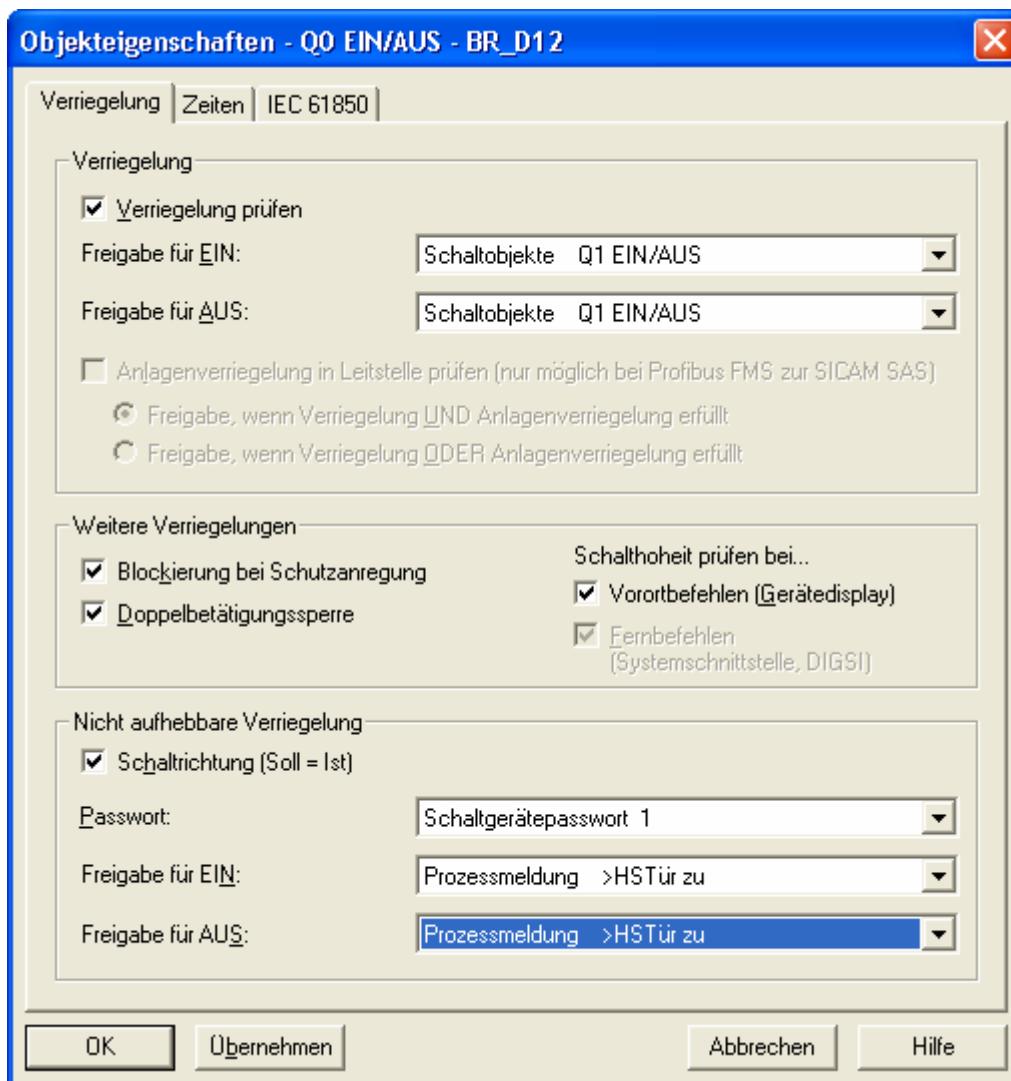 Objekteigenschaften - Q0 EIN/AUS - BR_D12
Verriegelung Zeiten IEC 61850
Verriegelung
Verriegelung prüfen
Freigabe für EIN: Schaltobjekte Q1 EIN/AUS
Freigabe für AUS: Schaltobjekte Q1 EIN/AUS
Anlagenverriegelung in Leitstelle prüfen (nur möglich bei Profibus FMS zur SICAM SAS)
Freigabe, wenn Verriegelung UND Anlagenverriegelung erfüllt
Freigabe, wenn Verriegelung ODER Anlagenverriegelung erfüllt
Weitere Verriegelungen
Blockierung bei Schutzanregung
Doppelbetätigungssperre
Schalthoheit prüfen bei...
Vorortbefehlen (Gerätedisplay)
Fernbefehlen
(Systemschnittstelle, DIGSI)
Nicht aufhebbare Verriegelung
Schaltrichtung (Soll = Ist)
Passwort: Schaltgerätepasswort 1
Freigabe für EIN: Prozessmeldung >HSTür zu
Freigabe für AUS: Prozessmeldung >HSTür zu
OK Übernehmen Abbrechen Hilfe